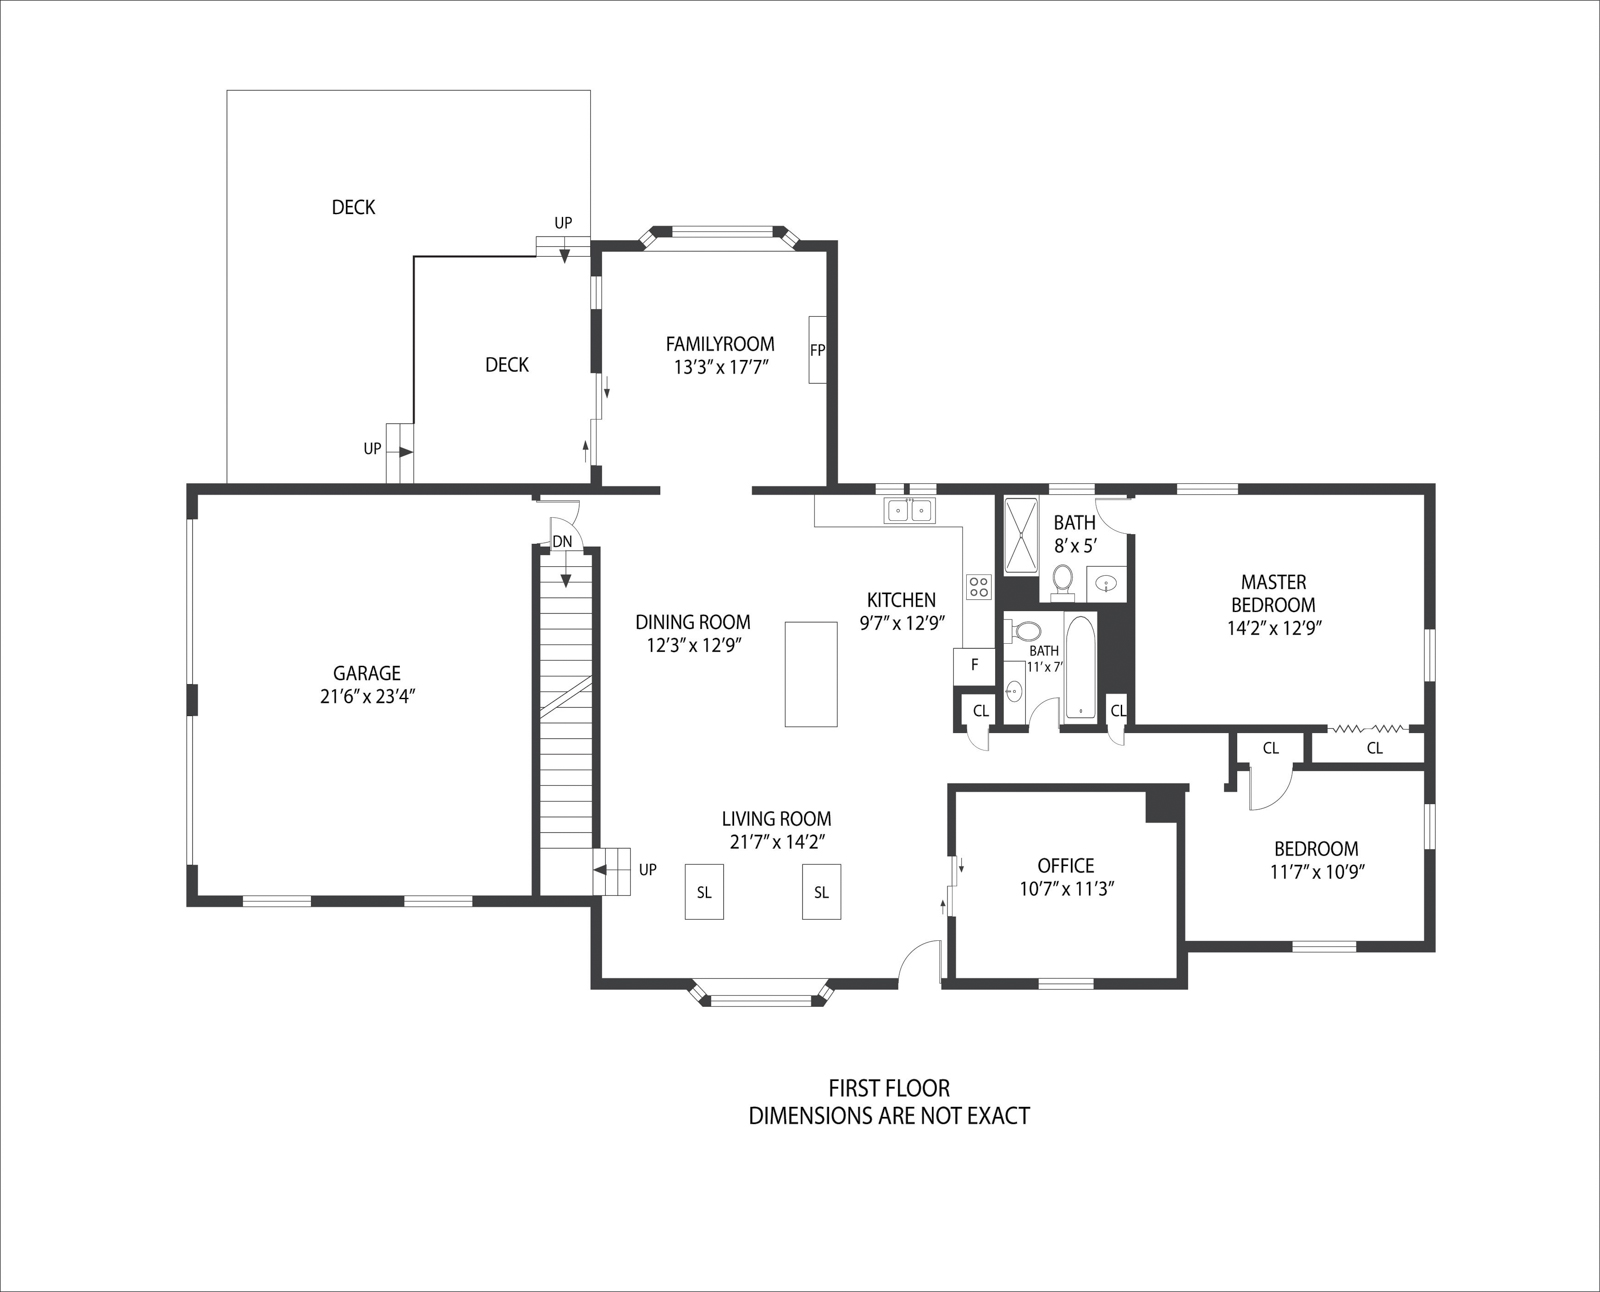 DECK
UP
DECK
UP
FAMILYROOM
13’3” x 17’7”
FP
DN
BATH
8’ x 5’
KITCHEN
9’7” x 12’9”
MASTER
BEDROOM
14’2” x 12’9”
DINING ROOM
12’3” x 12’9”
BATH
11’ x 7’
F
GARAGE
21’6” x 23’4”
CL
CL
CL
CL
LIVING ROOM
21’7” x 14’2”
UP
SL
SL
OFFICE
10’7” x 11’3”
BEDROOM
11’7” x 10’9”
FIRST FLOOR
DIMENSIONS ARE NOT EXACT